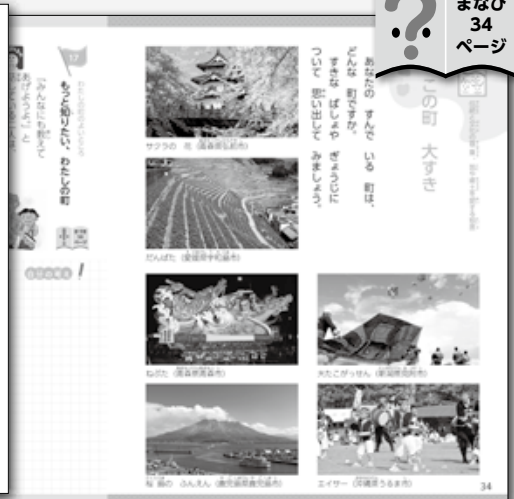 まなび
34
ページ
この町 大すき
あなたの すんで いる 町は、
どんな 町ですか。
すきな ばしょや ぎょうじに
ついて 思い出して みましょう。
サクラの 花（青森県弘前市）
だんばた（愛媛県宇和島市）
ねぶた（青森県青森市）
大たこがっせん（新潟県見附市）
桜島の ふんえん（鹿児島県鹿児島市）
エイサー（沖縄県うるま市）
34
17
もっと知りたい、わたしの町
「みんなにも教えて
あげようよ。」と